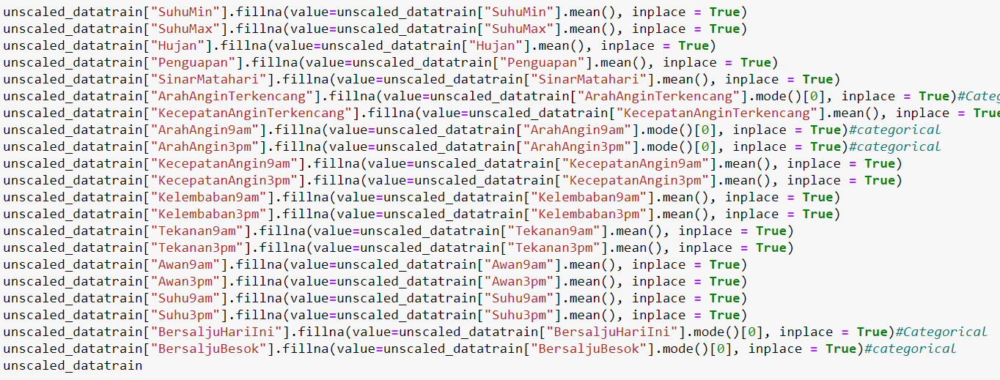 unscaled_datatrain["SuhuMin"].fillna(value=unscaled_datatrain["SuhuMin"].mean(), inplace = True)
unscaled_datatrain["SuhuMax"].fillna(value=unscaled_datatrain["SuhuMax"].mean(), inplace = True)
unscaled_datatrain["Hujan"].fillna(value=unscaled_datatrain["Hujan"].mean(), inplace = True)
unscaled_datatrain["Penguapan"].fillna(value=unscaled_datatrain["Penguapan"].mean(), inplace = True)
unscaled_datatrain["SinarMatahari"].fillna(value=unscaled_datatrain["SinarMatahari"].mean(), inplace = True)
unscaled_datatrain["ArahAnginTerkencang"].fillna(value=unscaled_datatrain["ArahAnginTerkencang"].mode()[0], inplace = True)#Categ
unscaled_datatrain["KecepatanAnginTerkencang"].fillna(value=unscaled_datatrain["KecepatanAnginTerkencang"].mean(), inplace = True
unscaled_datatrain["ArahAngin9am"].fillna(value=unscaled_datatrain["ArahAngin9am"].mode()[0], inplace = True)#categorical
unscaled_datatrain["ArahAngin3pm"].fillna(value=unscaled_datatrain["ArahAngin3pm"].mode()[0], inplace = True)#categorical
unscaled_datatrain["KecepatanAngin9am"].fillna(value=unscaled_datatrain["KecepatanAngin9am"].mean(), inplace = True)
unscaled_datatrain["KecepatanAngin3pm"].fillna(value=unscaled_datatrain["KecepatanAngin3pm"].mean(), inplace = True)
unscaled_datatrain["Kelembaban9am"].fillna(value=unscaled_datatrain["Kelembaban9am"].mean(), inplace = True)
unscaled_datatrain["Kelembaban3pm"].fillna(value=unscaled_datatrain["Kelembaban3pm"].mean(), inplace = True)
unscaled_datatrain["Tekanan9am"].fillna(value=unscaled_datatrain["Tekanan9am"].mean(), inplace = True)
unscaled_datatrain["Tekanan3pm"].fillna(value=unscaled_datatrain["Tekanan3pm"].mean(), inplace = True)
unscaled_datatrain["Awan9am"].fillna(value=unscaled_datatrain["Awan9am"].mean(), inplace = True)
unscaled_datatrain["Awan3pm"].fillna(value=unscaled_datatrain["Awan3pm"].mean(), inplace = True)
unscaled_datatrain["Suhu9am"].fillna(value=unscaled_datatrain["Suhu9am"].mean(), inplace = True)
unscaled_datatrain["Suhu3pm"].fillna(value=unscaled_datatrain["Suhu3pm"].mean(), inplace = True)
unscaled_datatrain["BersaljuHariIni"].fillna(value=unscaled_datatrain["BersaljuHariIni"].mode()[0], inplace = True)#Categorical
unscaled_datatrain["BersaljuBesok"].fillna(value=unscaled_datatrain["BersaljuBesok"].mode()[0], inplace = True)#categorical
unscaled_datatrain